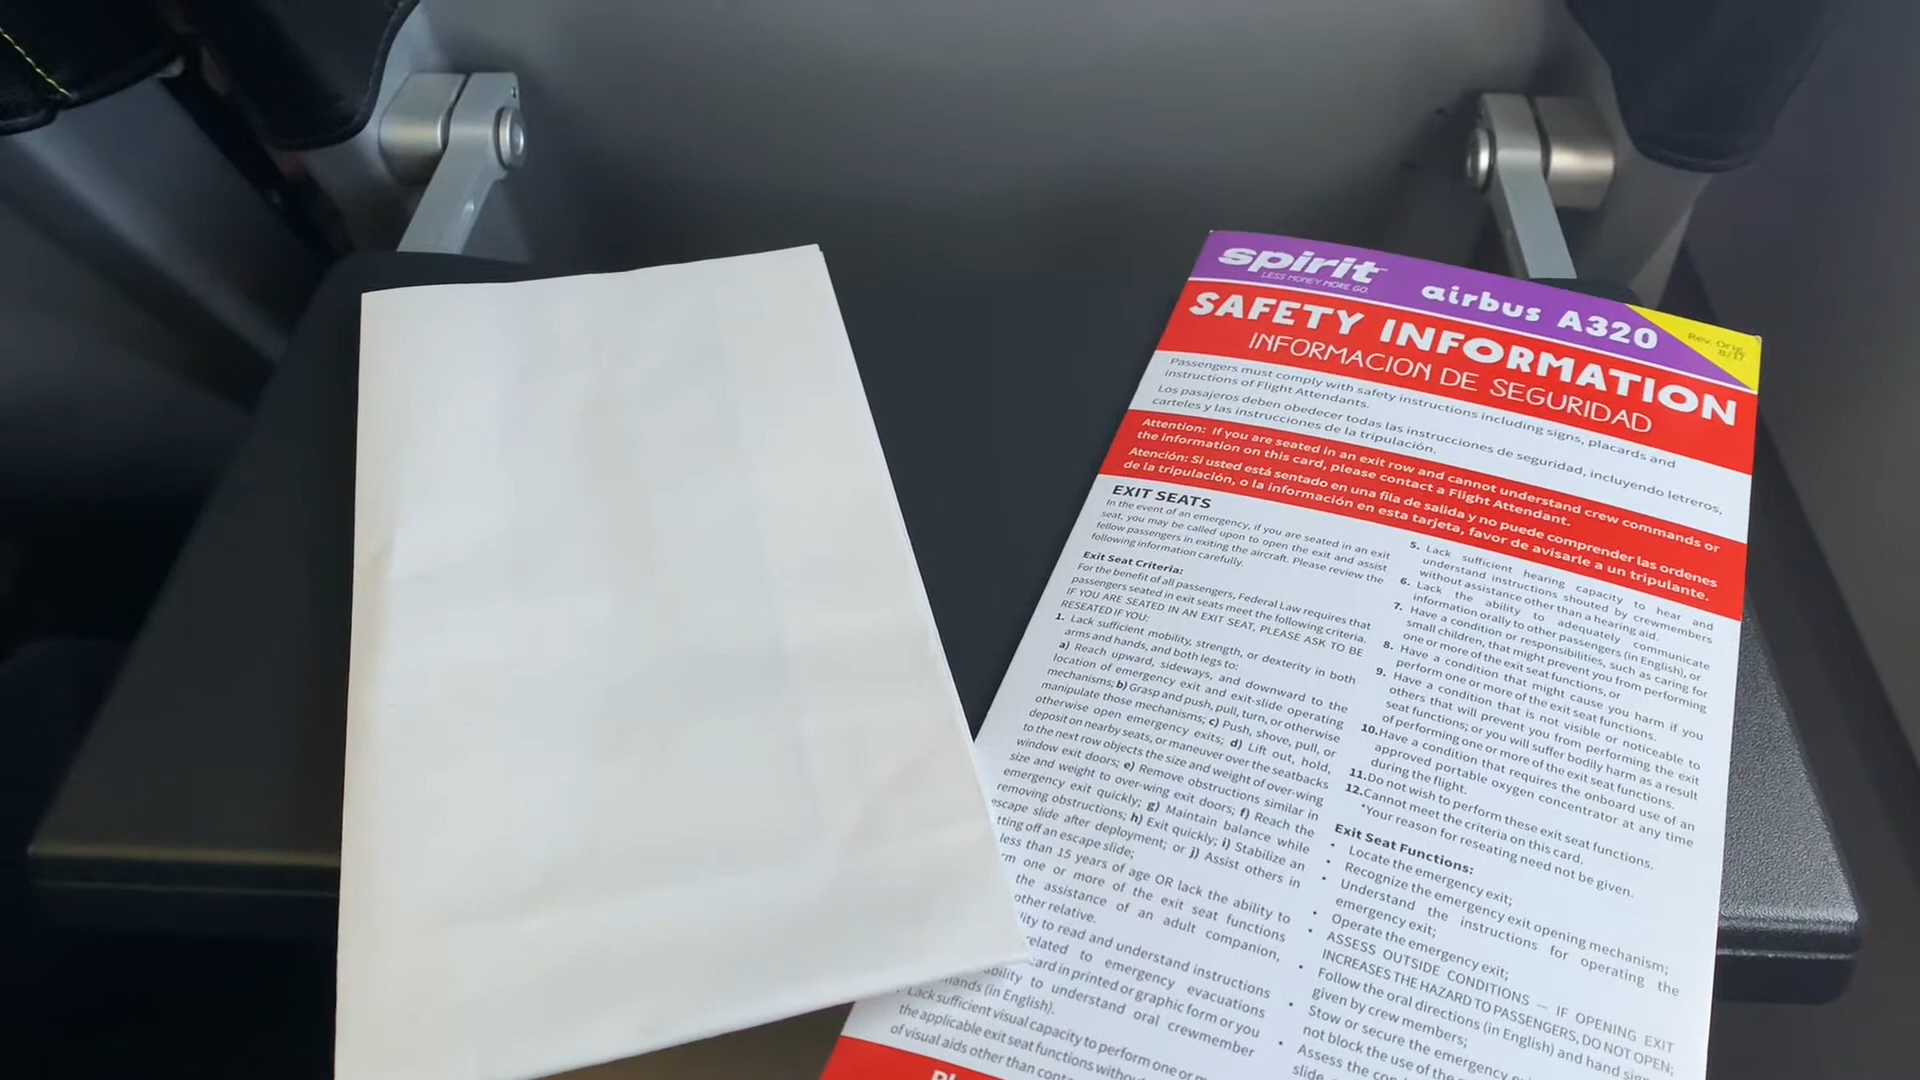 spirit
LESS MONEY. MORE GO.
airbus A320
Rev. Orig.
8/17
SAFETY INFORMATION
INFORMACION DE SEGURIDAD
Passengers must comply with safety instructions including signs, placards and
instructions of Flight Attendants.
Los pasajeros deben obedecer todas las instrucciones de seguridad, incluyendo letreros,
carteles y las instrucciones de la tripulación.
Attention: If you are seated in an exit row and cannot understand crew commands or
the information on this card, please contact a Flight Attendant.
Atención: Si usted está sentado en una fila de salida y no puede comprender las ordenes
de la tripulación, o la información en esta tarjeta, favor de avisarle a un tripulante.
EXIT SEATS
In the event of an emergency, if you are seated in an exit
seat, you may be called upon to open the exit and assist
fellow passengers in exiting the aircraft. Please review the
following information carefully.
Exit Seat Criteria:
For the benefit of all passengers, Federal Law requires that
passengers seated in exit seats meet the following criteria.
IF YOU ARE SEATED IN AN EXIT SEAT, PLEASE ASK TO BE
RESEATED IF YOU:
1. Lack sufficient mobility, strength, or dexterity in both
arms and hands, and both legs to:
a) Reach upward, sideways, and downward to the
location of emergency exit and exit-slide operating
mechanisms; b) Grasp and push, pull, turn, or otherwise
manipulate those mechanisms; c) Push, shove, pull, or
otherwise open emergency exits; d) Lift out, hold,
deposit on nearby seats, or maneuver over the seatbacks
to the next row objects the size and weight of over-wing
window exit doors; e) Remove obstructions similar in
size and weight to over-wing exit doors; f) Reach the
emergency exit quickly; g) Maintain balance while
removing obstructions; h) Exit quickly; i) Stabilize an
escape slide after deployment; or j) Assist others in
off an escape slide;
less than 15 years of age OR lack the ability to
one or more of the exit seat functions
the assistance of an adult companion,
other relative.
to read and understand instructions
related to emergency evacuations
card in printed or graphic form or you
ability to understand oral crewmember
(in English).
Lack sufficient visual capacity to perform one or
the applicable exit seat functions
of visual aids other than
5. Lack sufficient hearing capacity to hear and
understand instructions shouted by crewmembers
without assistance other than a hearing aid.
6. Lack the ability to adequately communicate
information orally to other passengers (in English), or
7. Have a condition or responsibilities, such as caring for
small children, that might prevent you from performing
one or more of the exit seat functions, or
8. Have a condition that might cause you harm if you
perform one or more of the exit seat functions.
9. Have a condition that is not visible or noticeable to
others that will prevent you from performing the exit
seat functions; or you will suffer bodily harm as a result
of performing one or more of the exit seat functions.
10. Have a condition that requires the onboard use of an
approved portable oxygen concentrator at any time
during the flight.
11. Do not wish to perform these exit seat functions.
12. Cannot meet the criteria on this card.
*Your reason for reseating need not be given.
Exit Seat Functions:
• Locate the emergency exit;
• Recognize the emergency exit opening mechanism;
• Understand the instructions for operating the
emergency exit;
• Operate the emergency exit;
• ASSESS OUTSIDE CONDITIONS — IF OPENING EXIT
INCREASES THE HAZARD TO PASSENGERS, DO NOT OPEN;
• Follow the oral directions (in English) and hand
given by crew members;
• Stow or secure the emergency
not block the use of the
• Assess the
slide